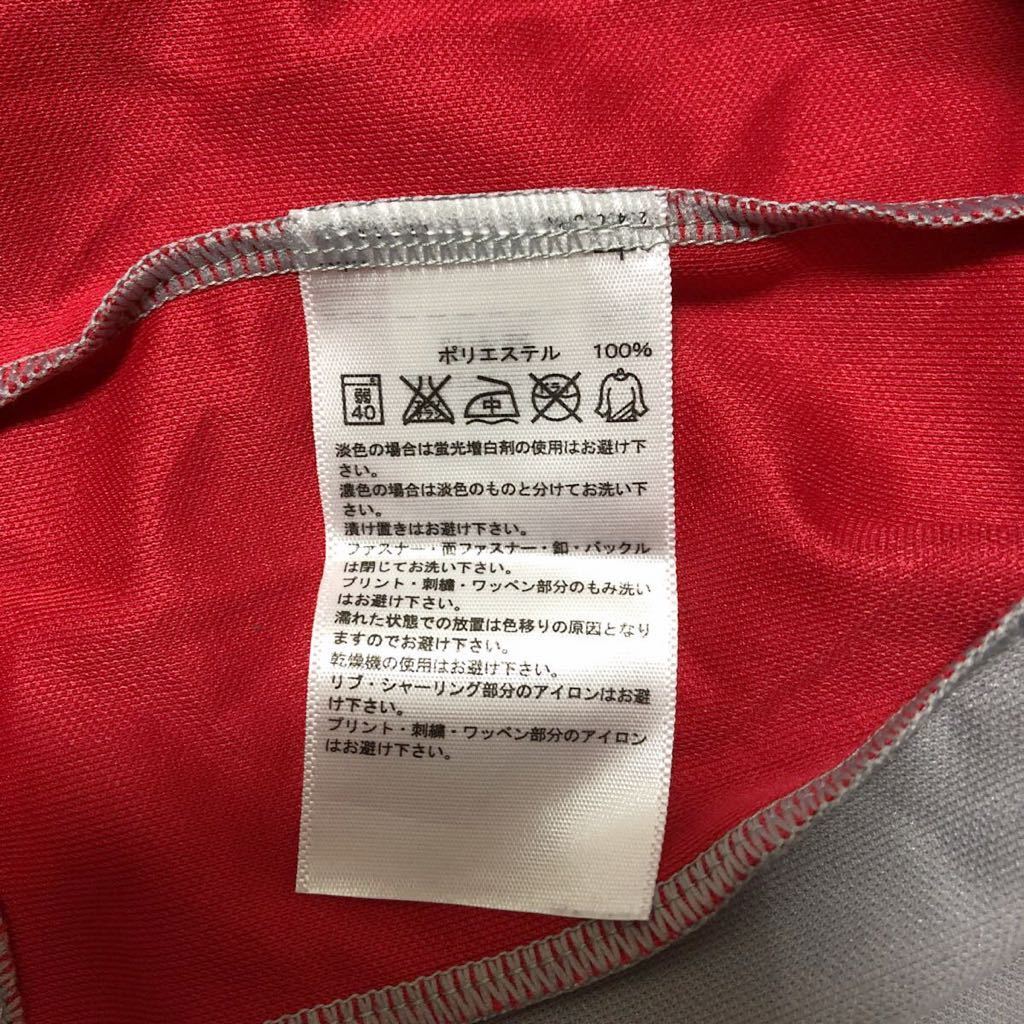 ポリエステル 100%
弱 40 中
淡色の場合は蛍光増白剤の使用はお避け下
さい。
濃色の場合は淡色のものと分けてお洗い下
さい。
漬け置きはお避け下さい。
ファスナー・面ファスナー・釦・バックル
は閉じてお洗い下さい。
プリント・刺繍・ワッペン部分のもみ洗い
はお避け下さい。
濡れた状態での放置は色移りの原因となり
ますのでお避け下さい。
乾燥機の使用はお避け下さい。
リブ・シャーリング部分のアイロンはお避
け下さい。
プリント・刺繍・ワッペン部分のアイロン
はお避け下さい。